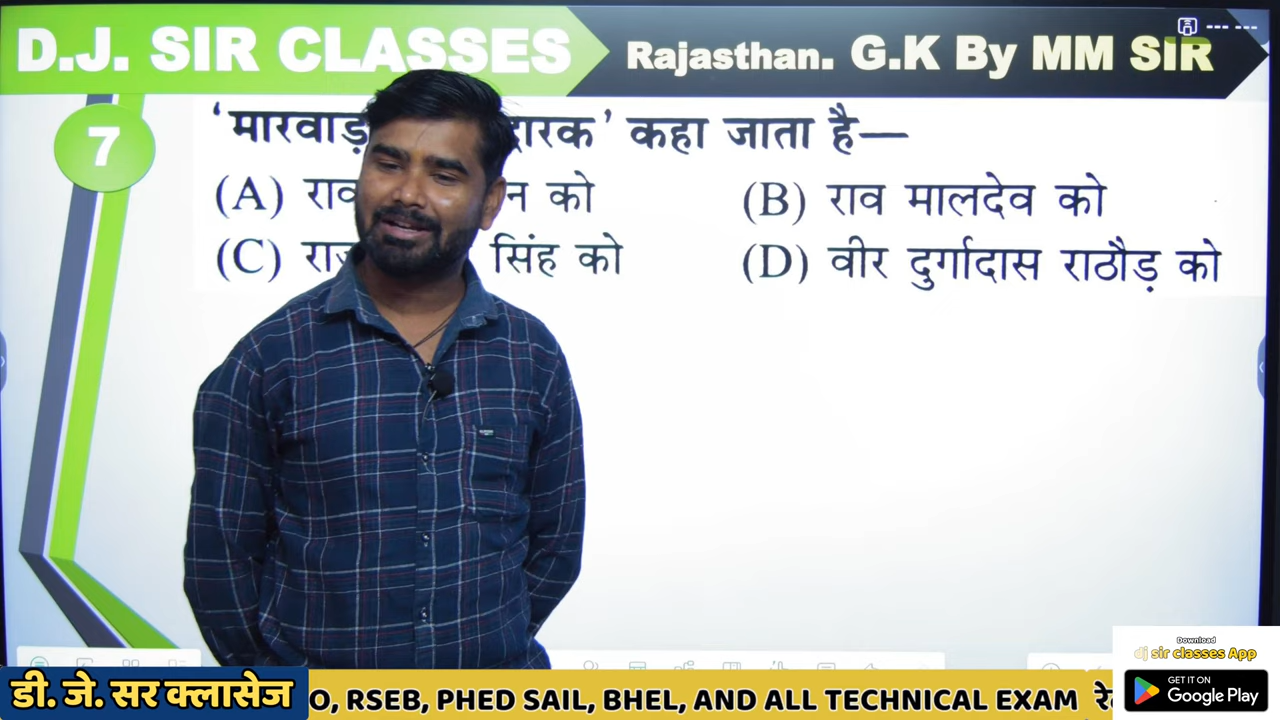 D.J. SIR CLASSES
Rajasthan. G.K By MM SIR
7
'मारवाड़ दारक' कहा जाता है—
(A) राव न को
(B) राव मालदेव को
(C) सिंह को
(D) वीर दुर्गादास राठौड़ को
Download
dj sir classes App
GET IT ON
Google Play
डी. जे. सर क्लासेज
O, RSEB, PHED SAIL, BHEL, AND ALL TECHNICAL EXAM